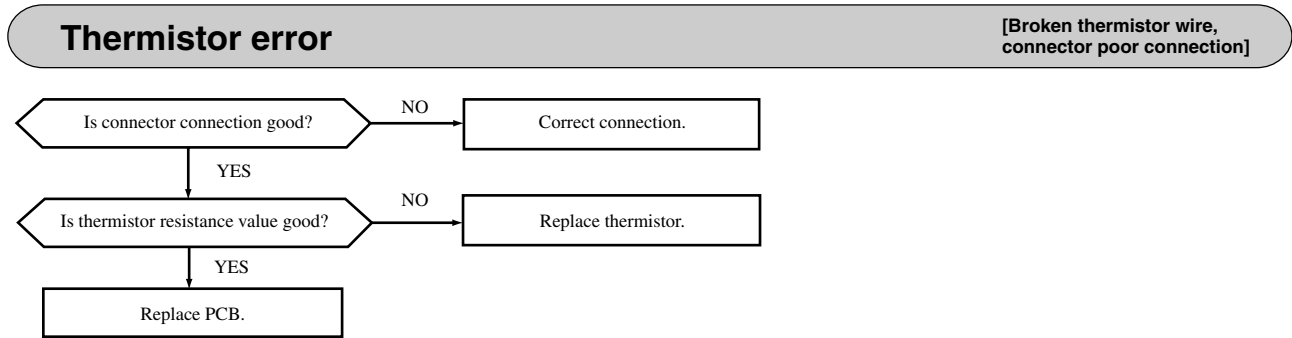 Thermistor error
[Broken thermistor wire,
connector poor connection]
Is connector connection good?
NO
Correct connection.
YES
Is thermistor resistance value good?
NO
Replace thermistor.
YES
Replace PCB.